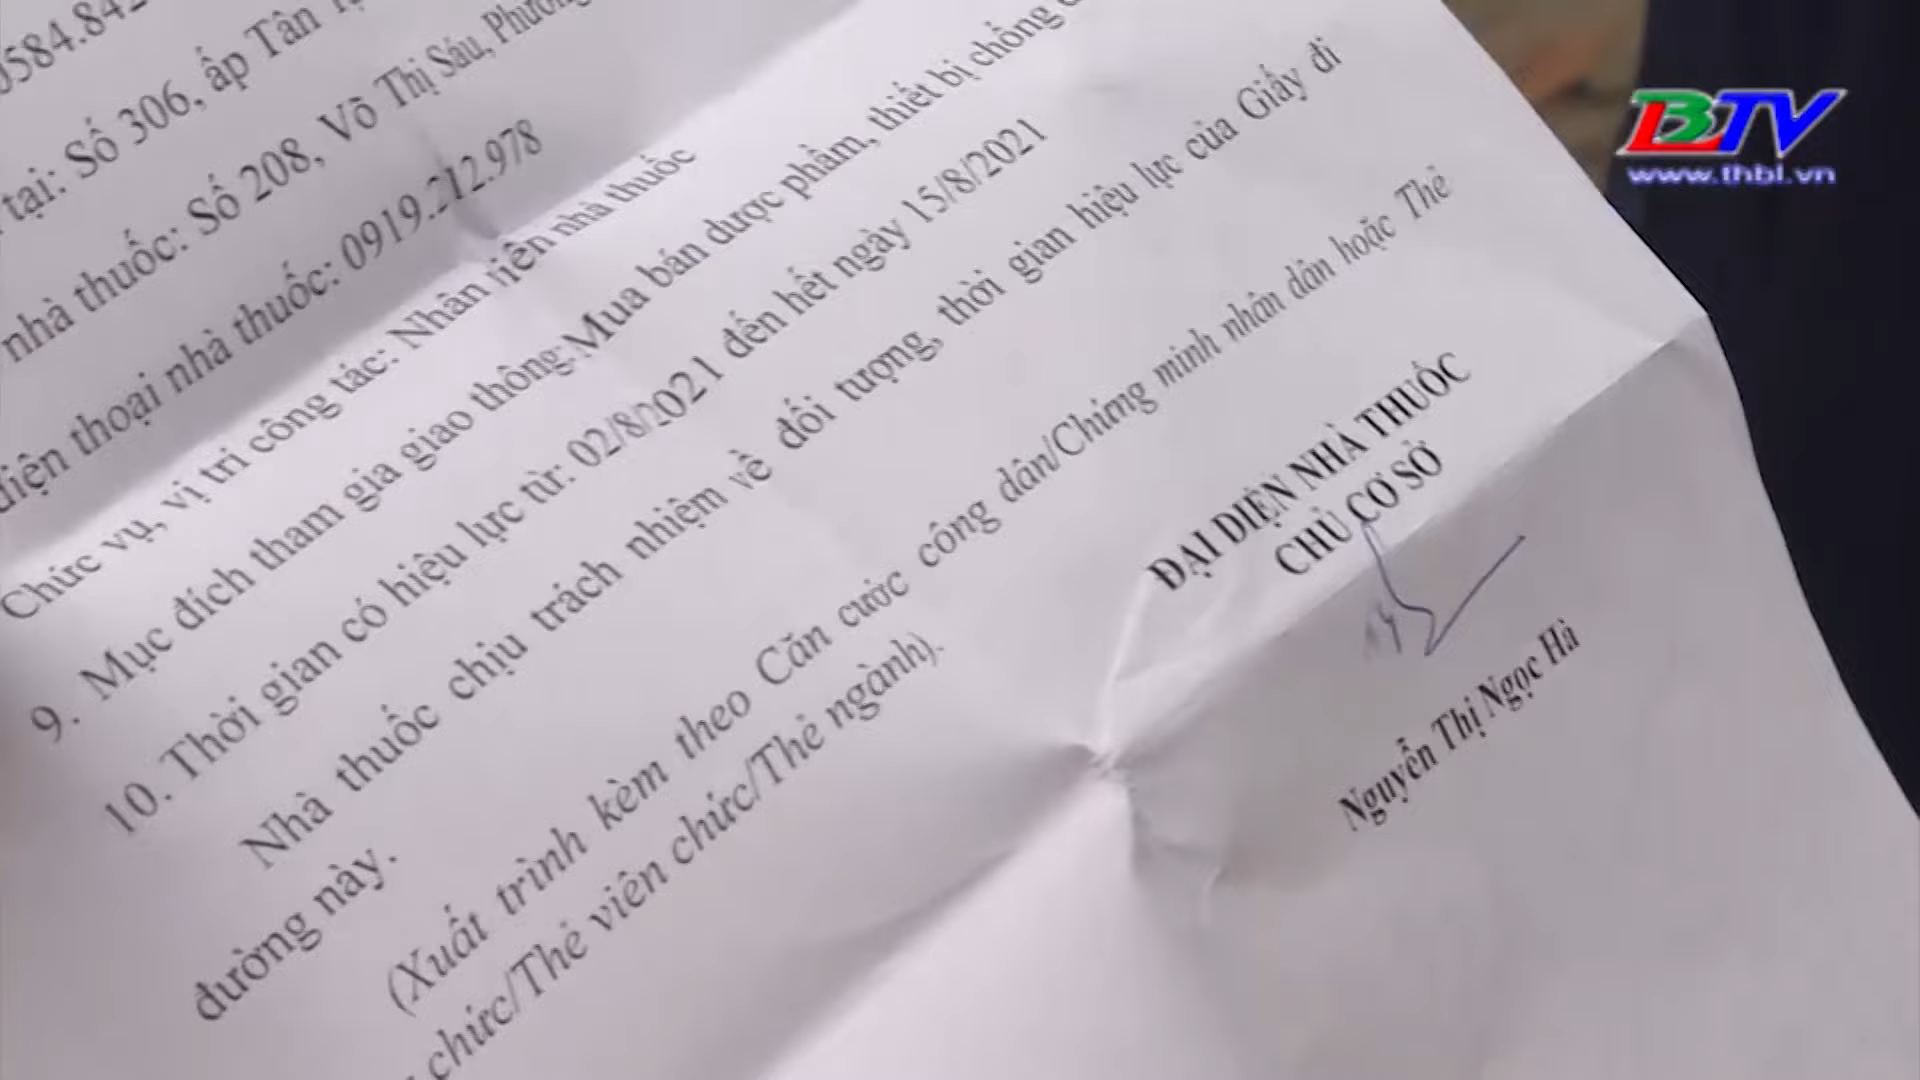 0584.842
tại: Số 306, ấp Tân
nhà thuốc: Số 208, Võ Thị Sáu, Phường
điện thoại nhà thuốc: 0919.212.978
Chức vụ, vị trí công tác: Nhân viên nhà thuốc
9. Mục đích tham gia giao thông: Mua bán dược phẩm, thiết bị chống
10. Thời gian có hiệu lực từ: 02/8/2021 đến hết ngày 15/8/2021
Nhà thuốc chịu trách nhiệm về đối tượng, thời gian hiệu lực của Giấy đi
đường này.
(Xuất trình kèm theo Căn cước công dân/Chứng minh nhân dân hoặc Thẻ
chức/Thẻ viên chức/Thẻ ngành).
ĐẠI DIỆN NHÀ THUỐC
CHỦ CƠ SỞ
Nguyễn Thị Ngọc Hà
BTV
www.thbl.vn